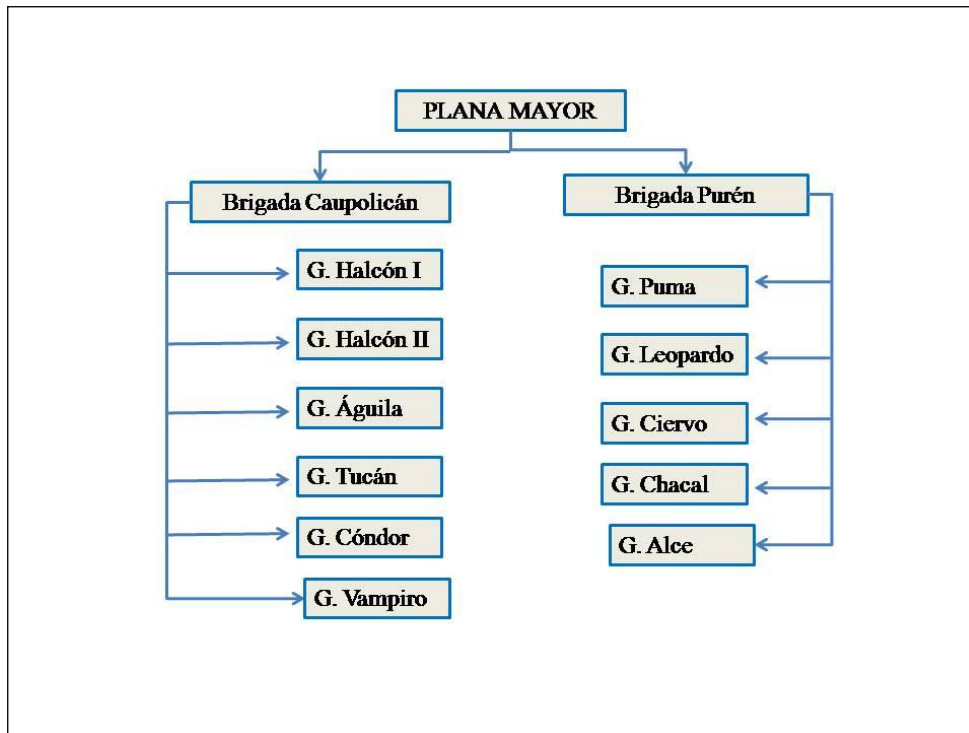 PLANA MAYOR
Brigada Caupolicán
G. Halcón I
G. Halcón II
G. Águila
G. Tucán
G. Cóndor
G. Vampiro
Brigada Purén
G. Puma
G. Leopardo
G. Ciervo
G. Chacal
G. Alce